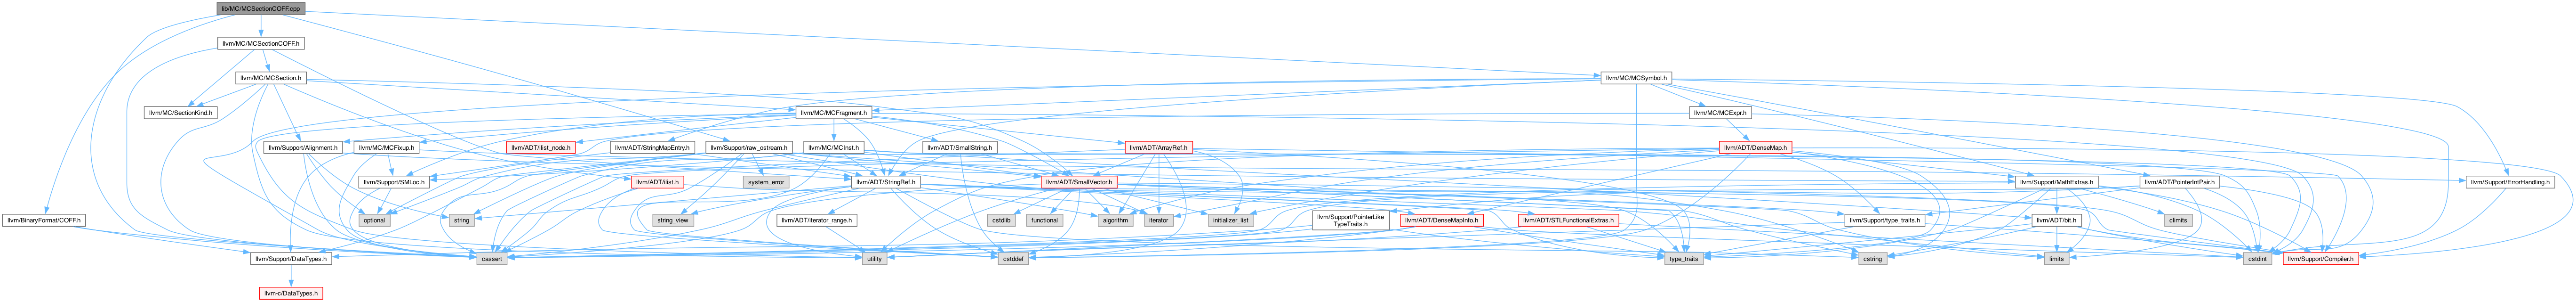 lib/MC/MCSectionCOFF.cpp
llvm/MC/MCSectionCOFF.h
llvm/MC/MCSection.h
llvm/MC/MCSymbol.h
llvm/MC/SectionKind.h
llvm/MC/MCFragment.h
llvm/MC/MCExpr.h
llvm/Support/Alignment.h
llvm/MC/MCFixup.h
llvm/ADT/ilist_node.h
llvm/ADT/StringMapEntry.h
llvm/Support/raw_ostream.h
llvm/MC/MCInst.h
llvm/ADT/SmallString.h
llvm/ADT/ArrayRef.h
llvm/ADT/DenseMap.h
llvm/Support/SMLoc.h
llvm/ADT/ilist.h
system_error
llvm/ADT/StringRef.h
llvm/ADT/SmallVector.h
llvm/Support/MathExtras.h
llvm/ADT/PointerIntPair.h
llvm/Support/ErrorHandling.h
llvm/BinaryFormat/COFF.h
optional
string
string_view
llvm/ADT/iterator_range.h
cstdlib
functional
algorithm
iterator
initializer_list
llvm/Support/PointerLike
TypeTraits.h
llvm/ADT/DenseMapInfo.h
llvm/ADT/STLFunctionalExtras.h
llvm/Support/type_traits.h
llvm/ADT/bit.h
climits
llvm/Support/DataTypes.h
cassert
utility
cstddef
type_traits
cstring
limits
cstdint
llvm/Support/Compiler.h
llvm-c/DataTypes.h